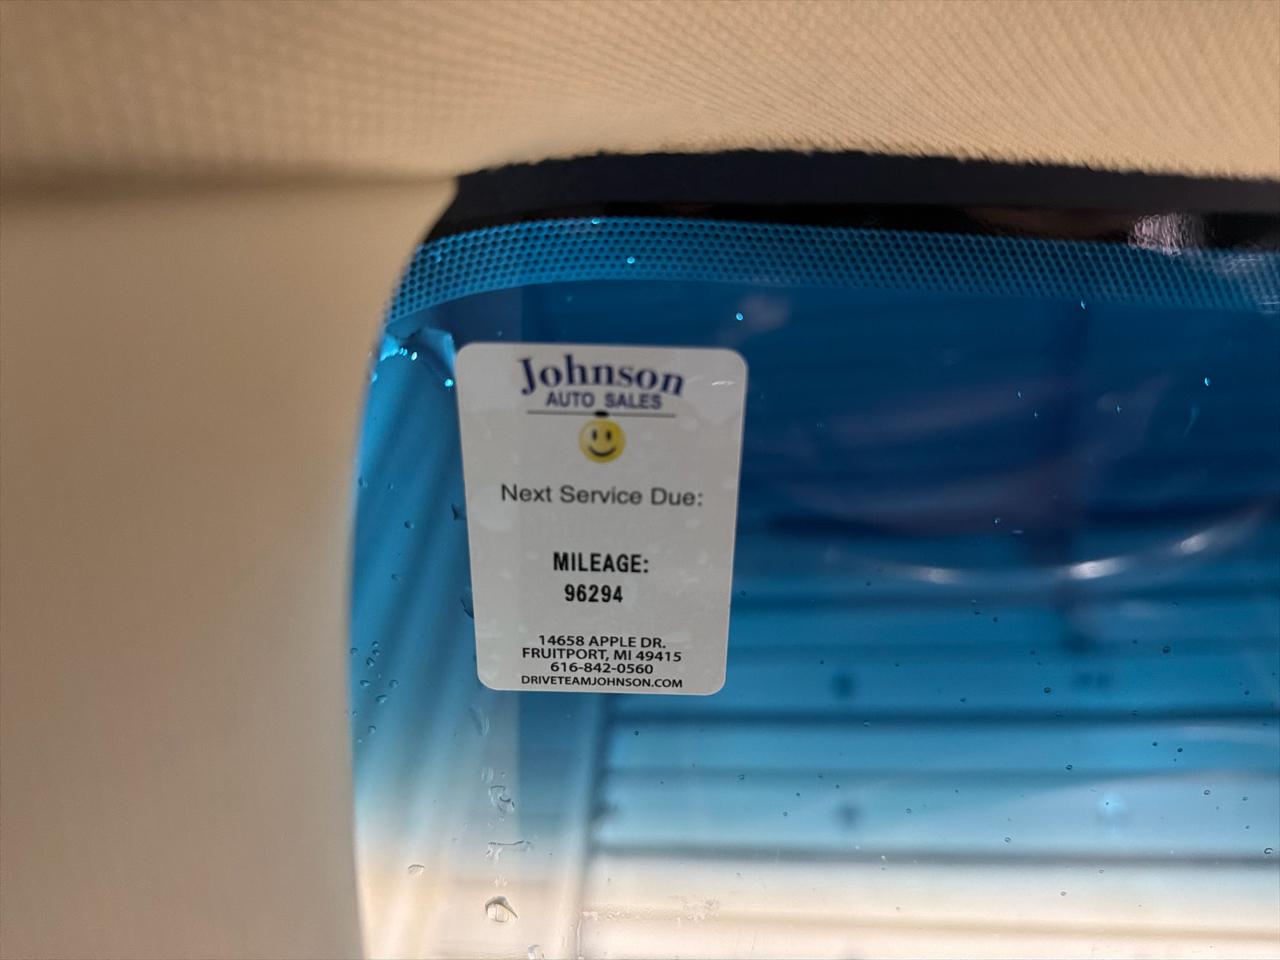 Johnson
AUTO SALES
Next Service Due:
MILEAGE:
96294
14658 APPLE DR.
FRUITPORT, MI 49415
616-842-0560
DRIVETEAMJOHNSON.COM